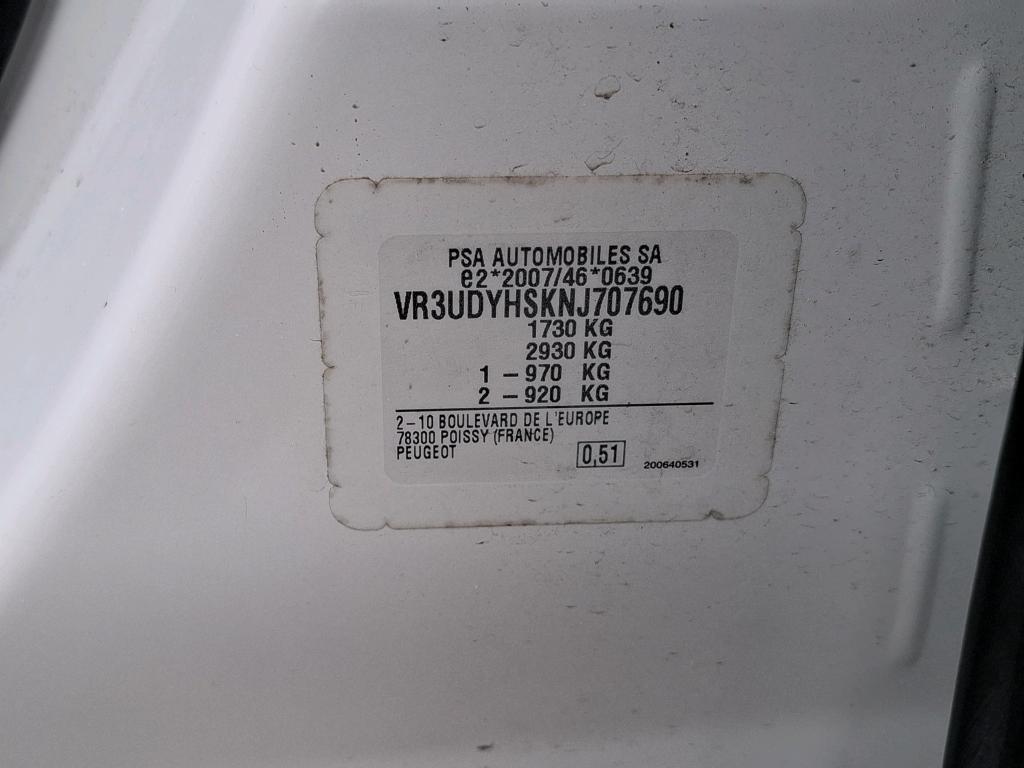 PSA AUTOMOBILES SA
e2*2007/46*0639
VR3UDYHSKNJ707690
1730 KG
2930 KG
1 – 970 KG
2 – 920 KG
2–10 BOULEVARD DE L'EUROPE
78300 POISSY (FRANCE)
PEUGEOT
0,51
200640531